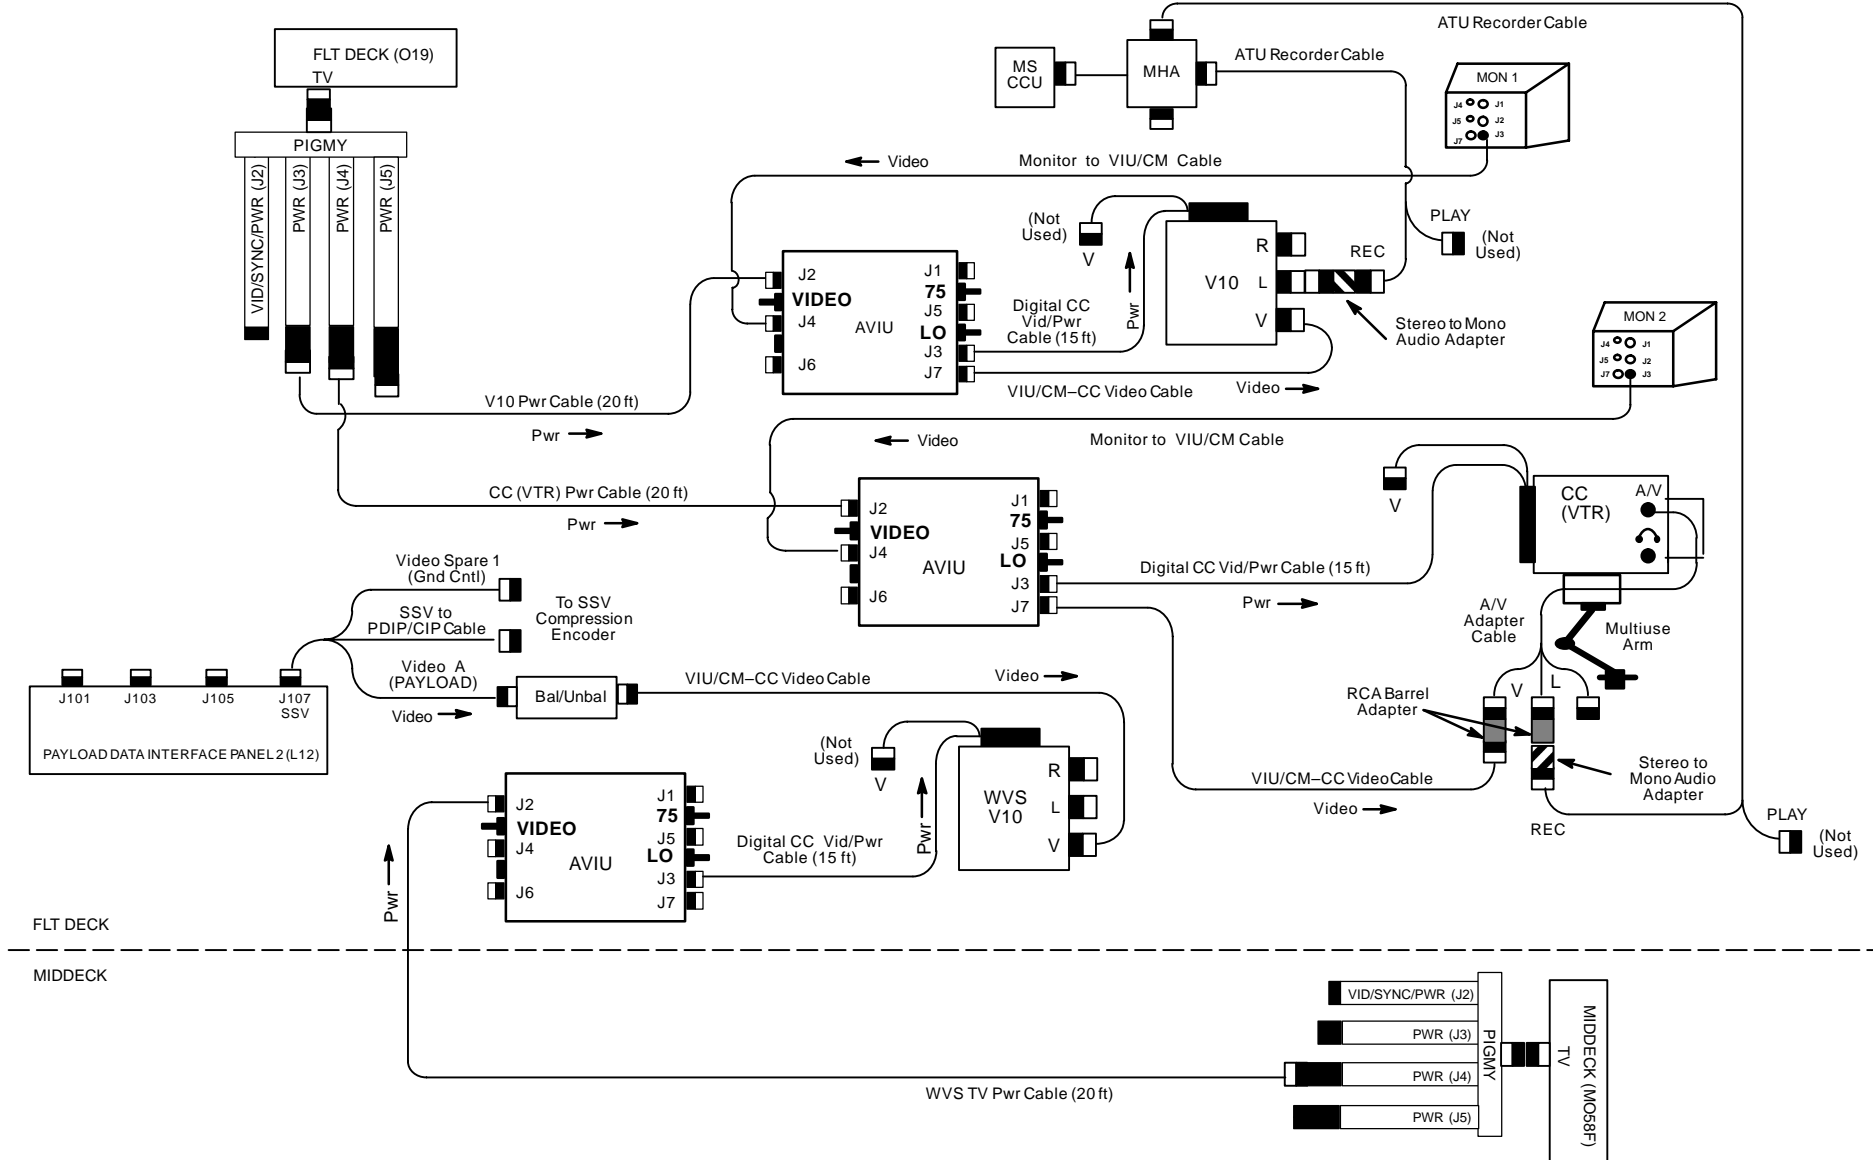 FLT DECK (O19)
TV
PIGMY
VID/SYNC/PWR (J2)
PWR (J3)
PWR (J4)
PWR (J5)
MS
CCU
MHA
ATU Recorder Cable
ATU Recorder Cable
MON 1
J4
J1
J5
J2
J7
J3
Video
Monitor to VIU/CM Cable
(Not
Used)
V
Pwr
R
L
V
V10
REC
PLAY
(Not
Used)
Stereo to Mono
Audio Adapter
J2
VIDEO
J4
J6
AVIU
J1
75
J5
LO
J3
J7
Digital CC
Vid/Pwr
Cable (15 ft)
VIU/CM–CC Video Cable
Video
V10 Pwr Cable (20 ft)
Pwr
MON 2
J4
J1
J5
J2
J7
J3
Video
Monitor to VIU/CM Cable
CC (VTR) Pwr Cable (20 ft)
Pwr
J2
VIDEO
J4
J6
AVIU
J1
75
J5
LO
J3
J7
V
CC
(VTR)
A/V
Digital CC Vid/Pwr Cable (15 ft)
Pwr
A/V
Adapter
Cable
Multiuse
Arm
Video Spare 1
(Gnd Cntl)
SSV to
PDIP/CIP Cable
To SSV
Compression
Encoder
Video A
(PAYLOAD)
Video
Bal/Unbal
VIU/CM–CC Video Cable
Video
J101
J103
J105
J107
SSV
PAYLOAD DATA INTERFACE PANEL 2 (L12)
RCA Barrel
Adapter
V
L
VIU/CM–CC Video Cable
Video
Stereo to
Mono Audio
Adapter
REC
PLAY
(Not
Used)
(Not
Used)
V
Pwr
R
L
V
WVS
V10
J2
VIDEO
J4
J6
AVIU
J1
75
J5
LO
J3
J7
Digital CC Vid/Pwr
Cable (15 ft)
Pwr
FLT DECK
MIDDECK
WVS TV Pwr Cable (20 ft)
VID/SYNC/PWR (J2)
PWR (J3)
PWR (J4)
PWR (J5)
PIGMY
TV
MIDDECK (MO58F)